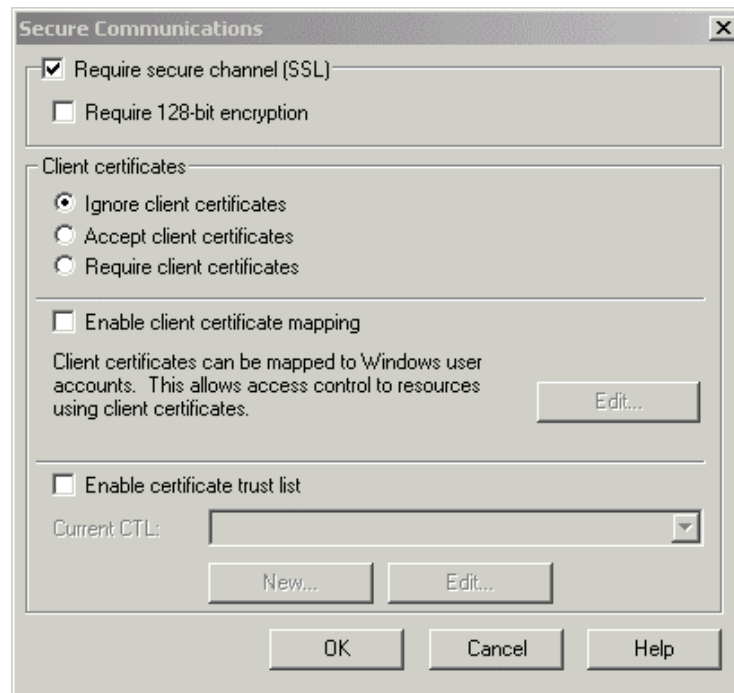 Secure Communications
Require secure channel (SSL)
Require 128-bit encryption
Client certificates
Ignore client certificates
Accept client certificates
Require client certificates
Enable client certificate mapping
Client certificates can be mapped to Windows user
accounts. This allows access control to resources
using client certificates.
Edit...
Enable certificate trust list
Current CTL:
New...
Edit...
OK
Cancel
Help